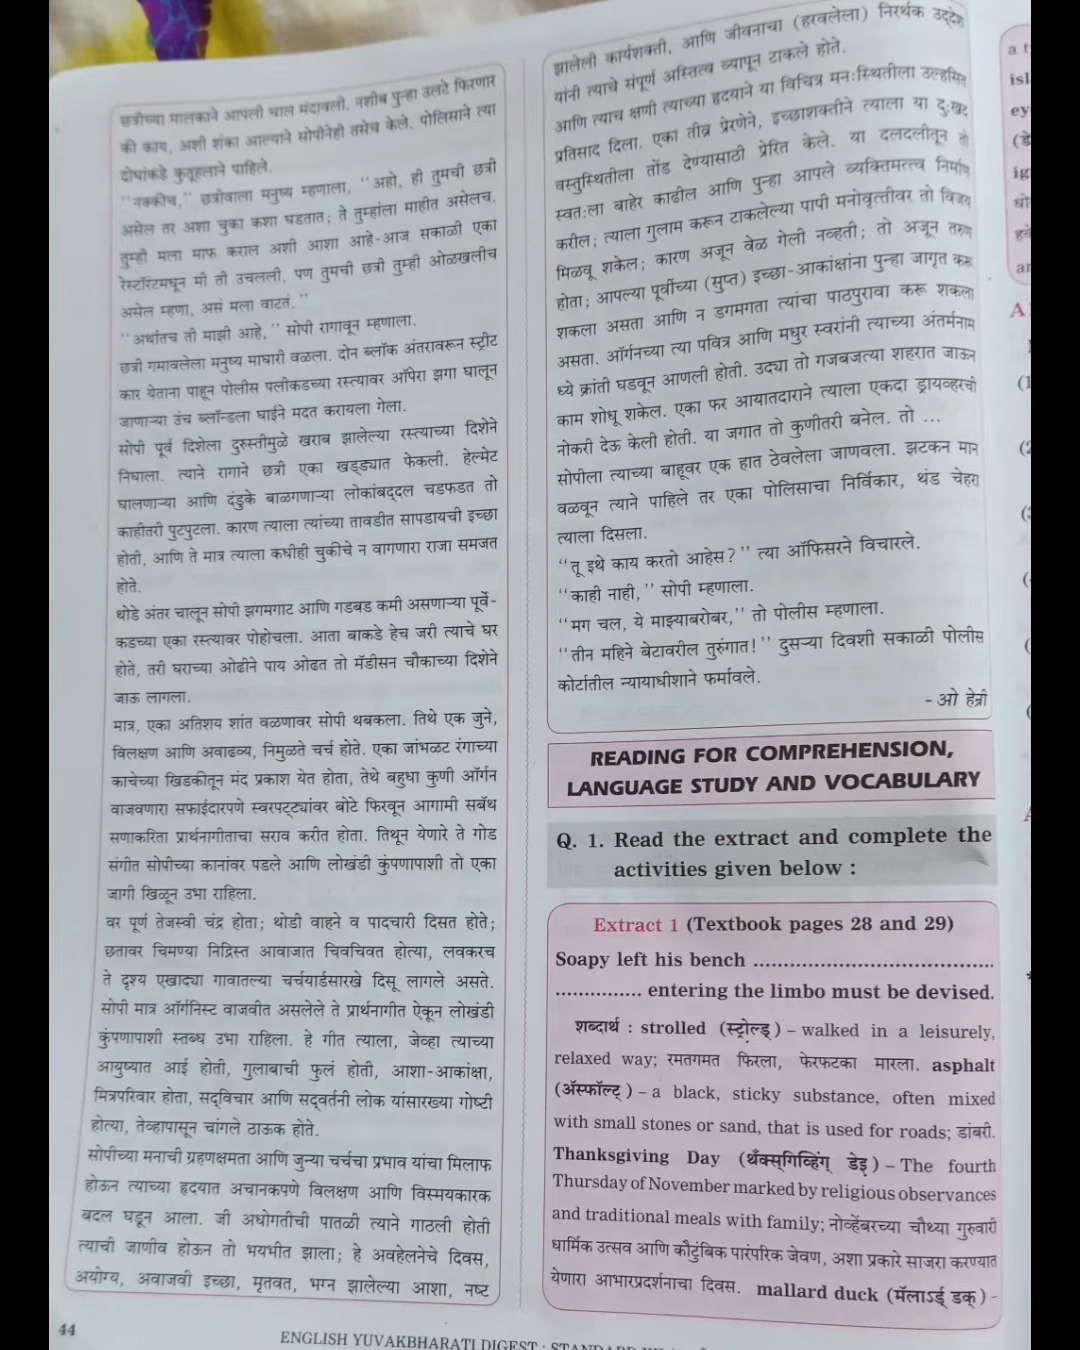 छत्रीच्या मालकाने आपली चाल मंदावली. नशीब पुन्हा उलटे फिरणार
की काय, अशी शंका आल्याने सोपीनेही तसेच केले. पोलिसाने त्या
दोघांकडे कुतूहलाने पाहिले.
‘‘नक्कीच,’’ छत्रीवाला मनुष्य म्हणाला, ‘‘अहो, ही तुमची छत्री
असेल तर अशा चुका कशा घडतात; ते तुम्हांला माहीत असेलच.
तुम्ही मला माफ कराल अशी आशा आहे-आज सकाळी एका
रेस्टॉरंटमधून मी ती उचलली, पण तुमची छत्री तुम्ही ओळखलीच
असेल म्हणा, असं मला वाटतं.’’
‘‘अर्थातच ती माझी आहे,’’ सोपी रागावून म्हणाला.
छत्री गमावलेला मनुष्य माघारी वळला. दोन ब्लॉक अंतरावरून स्ट्रीट
कार येताना पाहून पोलीस पलीकडच्या रस्त्यावर ऑपेरा झगा घालून
जाणाऱ्या उंच ब्लॉन्डला घाईने मदत करायला गेला.
सोपी पूर्व दिशेला दुरुस्तीमुळे खराब झालेल्या रस्त्याच्या दिशेने
निघाला. त्याने रागाने छत्री एका खड्ड्यात फेकली. हेल्मेट
घालणाऱ्या आणि दंडुके बाळगणाऱ्या लोकांबद्दल चडफडत तो
काहीतरी पुटपुटला. कारण त्याला त्यांच्या तावडीत सापडायची इच्छा
होती, आणि ते मात्र त्याला कधीही चुकीचे न वागणारा राजा समजत
होते.
थोडे अंतर चालून सोपी झगमगाट आणि गडबड कमी असणाऱ्या पूर्वे-
कडच्या एका रस्त्यावर पोहोचला. आता बाकडे हेच जरी त्याचे घर
होते, तरी घराच्या ओढीने पाय ओढत तो मॅडीसन चौकाच्या दिशेने
जाऊ लागला.
मात्र, एका अतिशय शांत वळणावर सोपी थबकला. तिथे एक जुने,
विलक्षण आणि अवाढव्य, निमुळते चर्च होते. एका जांभळट रंगाच्या
काचेच्या खिडकीतून मंद प्रकाश येत होता, तेथे बहुधा कुणी ऑर्गन
वाजवणारा सफाईदारपणे स्वरपट्ट्यांवर बोटे फिरवून आगामी सबॅथ
सणाकरिता प्रार्थनागीताचा सराव करीत होता. तिथून येणारे ते गोड
संगीत सोपीच्या कानांवर पडले आणि लोखंडी कुंपणापाशी तो एका
जागी खिळून उभा राहिला.
वर पूर्ण तेजस्वी चंद्र होता; थोडी वाहने व पादचारी दिसत होते;
छतावर चिमण्या निद्रिस्त आवाजात चिवचिवत होत्या, लवकरच
ते दृश्य एखाद्या गावातल्या चर्चयार्डसारखे दिसू लागले असते.
सोपी मात्र ऑर्गनिस्ट वाजवीत असलेले ते प्रार्थनागीत ऐकून लोखंडी
कुंपणापाशी स्तब्ध उभा राहिला. हे गीत त्याला, जेव्हा त्याच्या
आयुष्यात आई होती, गुलाबाची फुलं होती, आशा-आकांक्षा,
मित्रपरिवार होता, सद्विचार आणि सद्वर्तनी लोक यांसारख्या गोष्टी
होत्या, तेव्हापासून चांगले ठाऊक होते.
सोपीच्या मनाची ग्रहणक्षमता आणि जुन्या चर्चचा प्रभाव यांचा मिलाफ
होऊन त्याच्या हृदयात अचानकपणे विलक्षण आणि विस्मयकारक
बदल घडून आला. जी अधोगतीची पातळी त्याने गाठली होती
त्याची जाणीव होऊन तो भयभीत झाला; हे अवहेलनेचे दिवस,
अयोग्य, अवाजवी इच्छा, मृतवत, भग्न झालेल्या आशा, नष्ट
44
झालेली कार्यशक्ती, आणि जीवनाचा (हरवलेला) निरर्थक उद्देश
यांनी त्याचे संपूर्ण अस्तित्व व्यापून टाकले होते.
आणि त्याच क्षणी त्याच्या हृदयाने या विचित्र मनःस्थितीला उल्हसित
प्रतिसाद दिला. एका तीव्र प्रेरणेने, इच्छाशक्तीने त्याला या दुःखद
वस्तुस्थितीला तोंड देण्यासाठी प्रेरित केले. या दलदलीतून तो
स्वतःला बाहेर काढील आणि पुन्हा आपले व्यक्तिमत्त्व निर्माण
करील; त्याला गुलाम करून टाकलेल्या पापी मनोवृत्तीवर तो विजय
मिळवू शकेल; कारण अजून वेळ गेली नव्हती; तो अजून तरुण
होता; आपल्या पूर्वीच्या (सुप्त) इच्छा-आकांक्षांना पुन्हा जागृत करू
शकला असता आणि न डगमगता त्यांचा पाठपुरावा करू शकला
असता. ऑर्गनच्या त्या पवित्र आणि मधुर स्वरांनी त्याच्या अंतर्मनाम
ध्ये क्रांती घडवून आणली होती. उद्या तो गजबजत्या शहरात जाऊन
काम शोधू शकेल. एका फर आयातदाराने त्याला एकदा ड्रायव्हरची
नोकरी देऊ केली होती. या जगात तो कुणीतरी बनेल. तो ...
सोपीला त्याच्या बाहूवर एक हात ठेवलेला जाणवला. झटकन मान
वळवून त्याने पाहिले तर एका पोलिसाचा निर्विकार, थंड चेहरा
त्याला दिसला.
‘‘तू इथे काय करतो आहेस?’’ त्या ऑफिसरने विचारले.
‘‘काही नाही,’’ सोपी म्हणाला.
‘‘मग चल, ये माझ्याबरोबर,’’ तो पोलीस म्हणाला.
‘‘तीन महिने बेटावरील तुरुंगात!’’ दुसऱ्या दिवशी सकाळी पोलीस
कोर्टातील न्यायाधीशाने फर्मावले.
- ओ हेन्री
READING FOR COMPREHENSION,
LANGUAGE STUDY AND VOCABULARY
Q. 1. Read the extract and complete the
activities given below :
Extract 1 (Textbook pages 28 and 29)
Soapy left his bench ........................................
............... entering the limbo must be devised.
शब्दार्थ : strolled (स्ट्रोल्ड्) – walked in a leisurely,
relaxed way; रमतगमत फिरला, फेरफटका मारला. asphalt
(ॲस्फॉल्ट्) – a black, sticky substance, often mixed
with small stones or sand, that is used for roads; डांबरी.
Thanksgiving Day (थँक्स्‌गिव्हिंग् डेइ) – The fourth
Thursday of November marked by religious observances
and traditional meals with family; नोव्हेंबरच्या चौथ्या गुरुवारी
धार्मिक उत्सव आणि कौटुंबिक पारंपरिक जेवण, अशा प्रकारे साजरा करण्यात
येणारा आभारप्रदर्शनाचा दिवस. mallard duck (मॅलाऽर्ड् डक्) -
ENGLISH YUVAKBHARATI DIGEST : STANDARD
a
isl
ey
ig
A